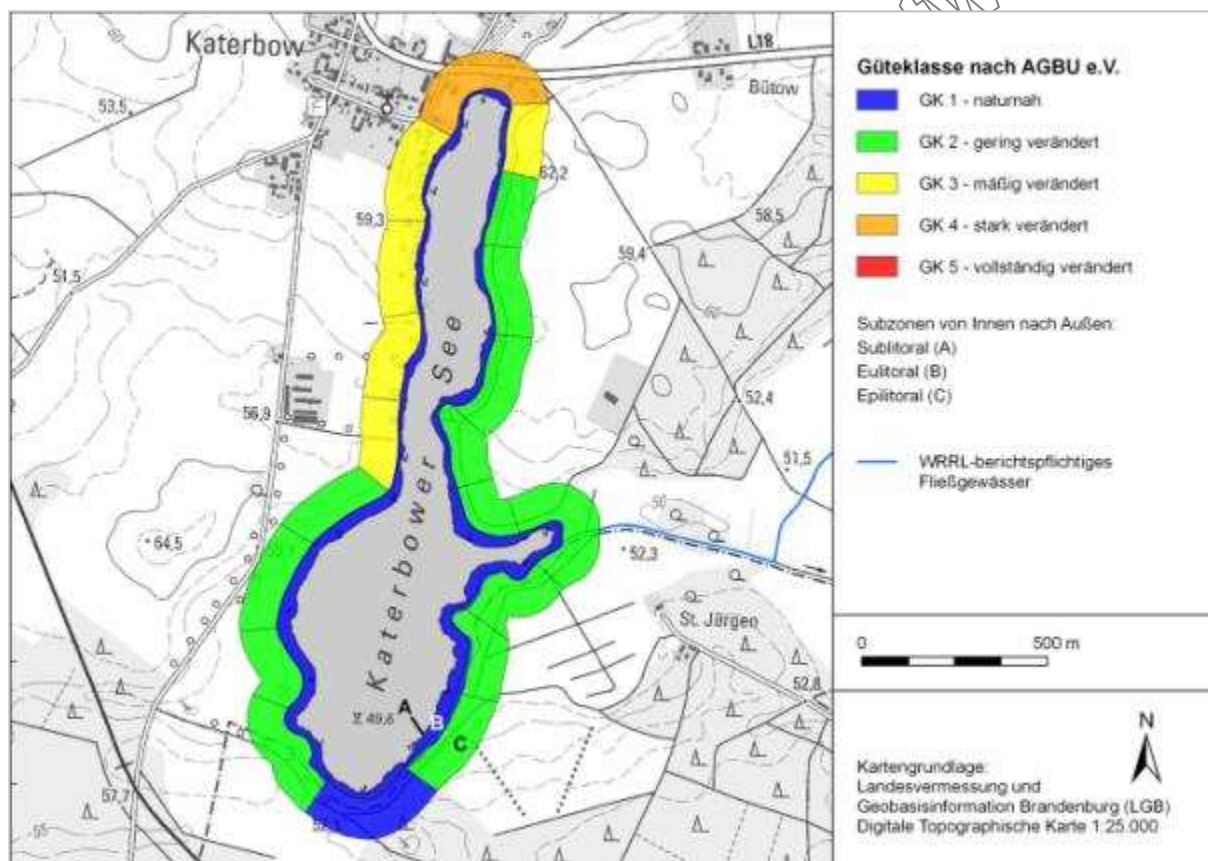 Katerbow
L18
Bütow
53,5
62,2
59,3
58,5
59,4
51,5
52,4
56,9
51,5
64,5
52,3
Katerbower See
St. Jürgen
52,8
49,6
A
B
C
57,7
55
Güteklasse nach AGBU e.V.
GK 1 - naturnah
GK 2 - gering verändert
GK 3 - mäßig verändert
GK 4 - stark verändert
GK 5 - vollständig verändert
Subzonen von Innen nach Außen:
Sublitoral (A)
Eulitoral (B)
Epilitoral (C)
WRRL-berichtspflichtiges
Fließgewässer
0 500 m
N
Kartengrundlage:
Landesvermessung und
Geobasisinformation Brandenburg (LGB)
Digitale Topographische Karte 1:25.000